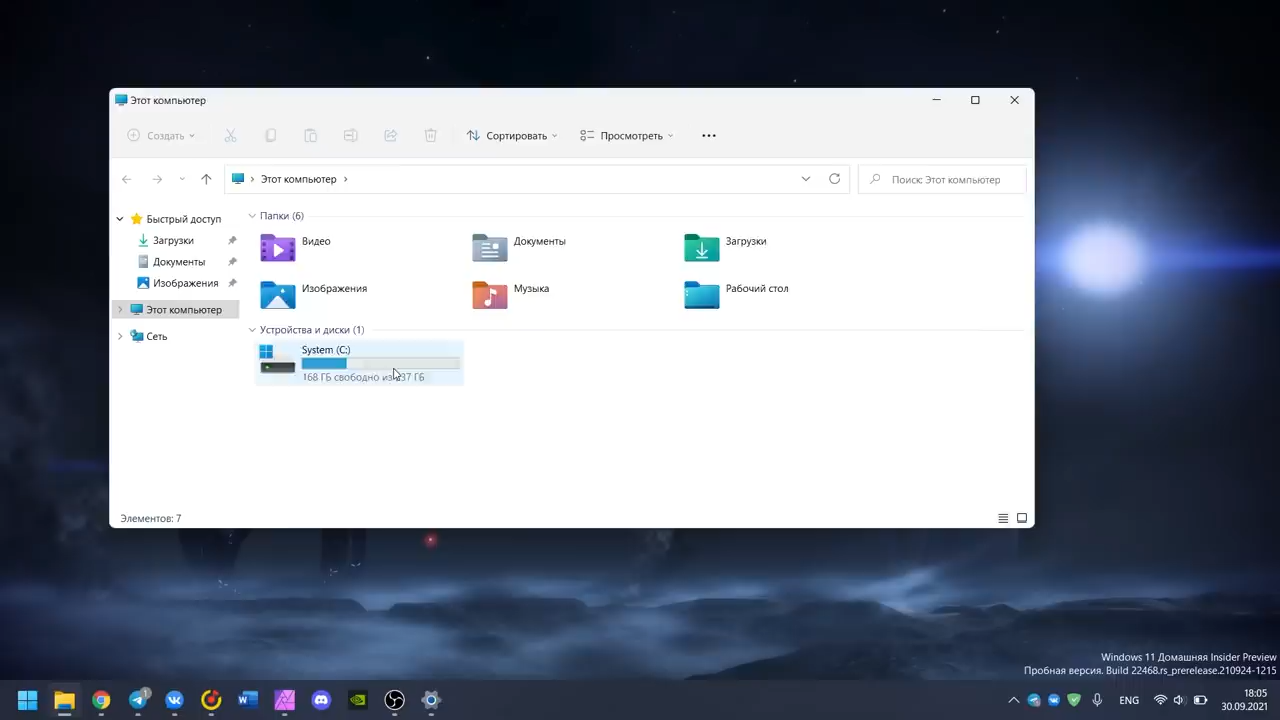 Этот компьютер
Создать
Сортировать
Просмотреть
Этот компьютер
Поиск: Этот компьютер
Быстрый доступ
Загрузки
Документы
Изображения
Этот компьютер
Сеть
Папки (6)
Видео
Документы
Загрузки
Изображения
Музыка
Рабочий стол
Устройства и диски (1)
System (C:)
168 ГБ свободно из 37 ГБ
Элементов: 7
Windows 11 Домашняя Insider Preview
Пробная версия. Build 22468.rs_prerelease.210924-1215
1
W
ENG
18:05
30.09.2021